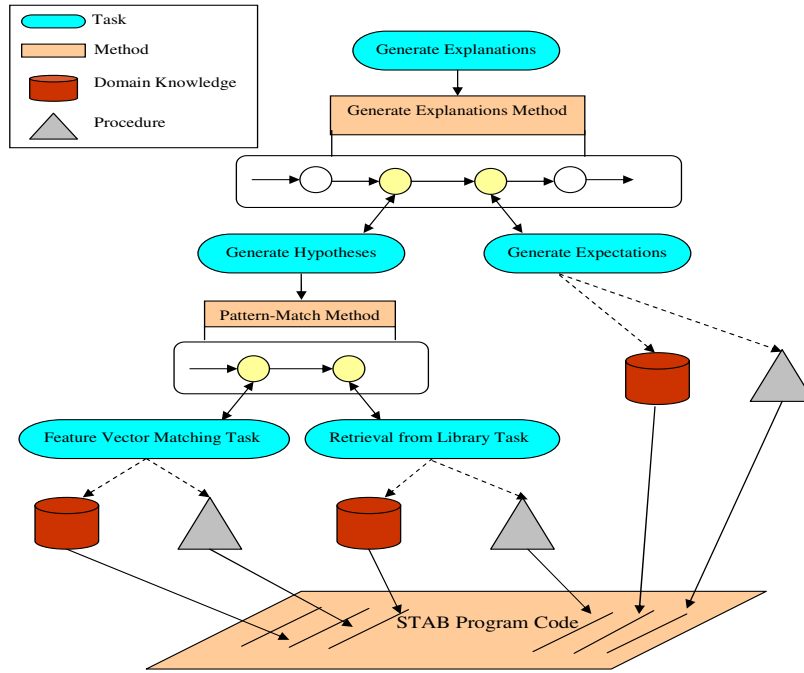 Task
Method
Domain Knowledge
Procedure
Generate Explanations
Generate Explanations Method
Generate Hypotheses
Generate Expectations
Pattern-Match Method
Feature Vector Matching Task
Retrieval from Library Task
STAB Program Code